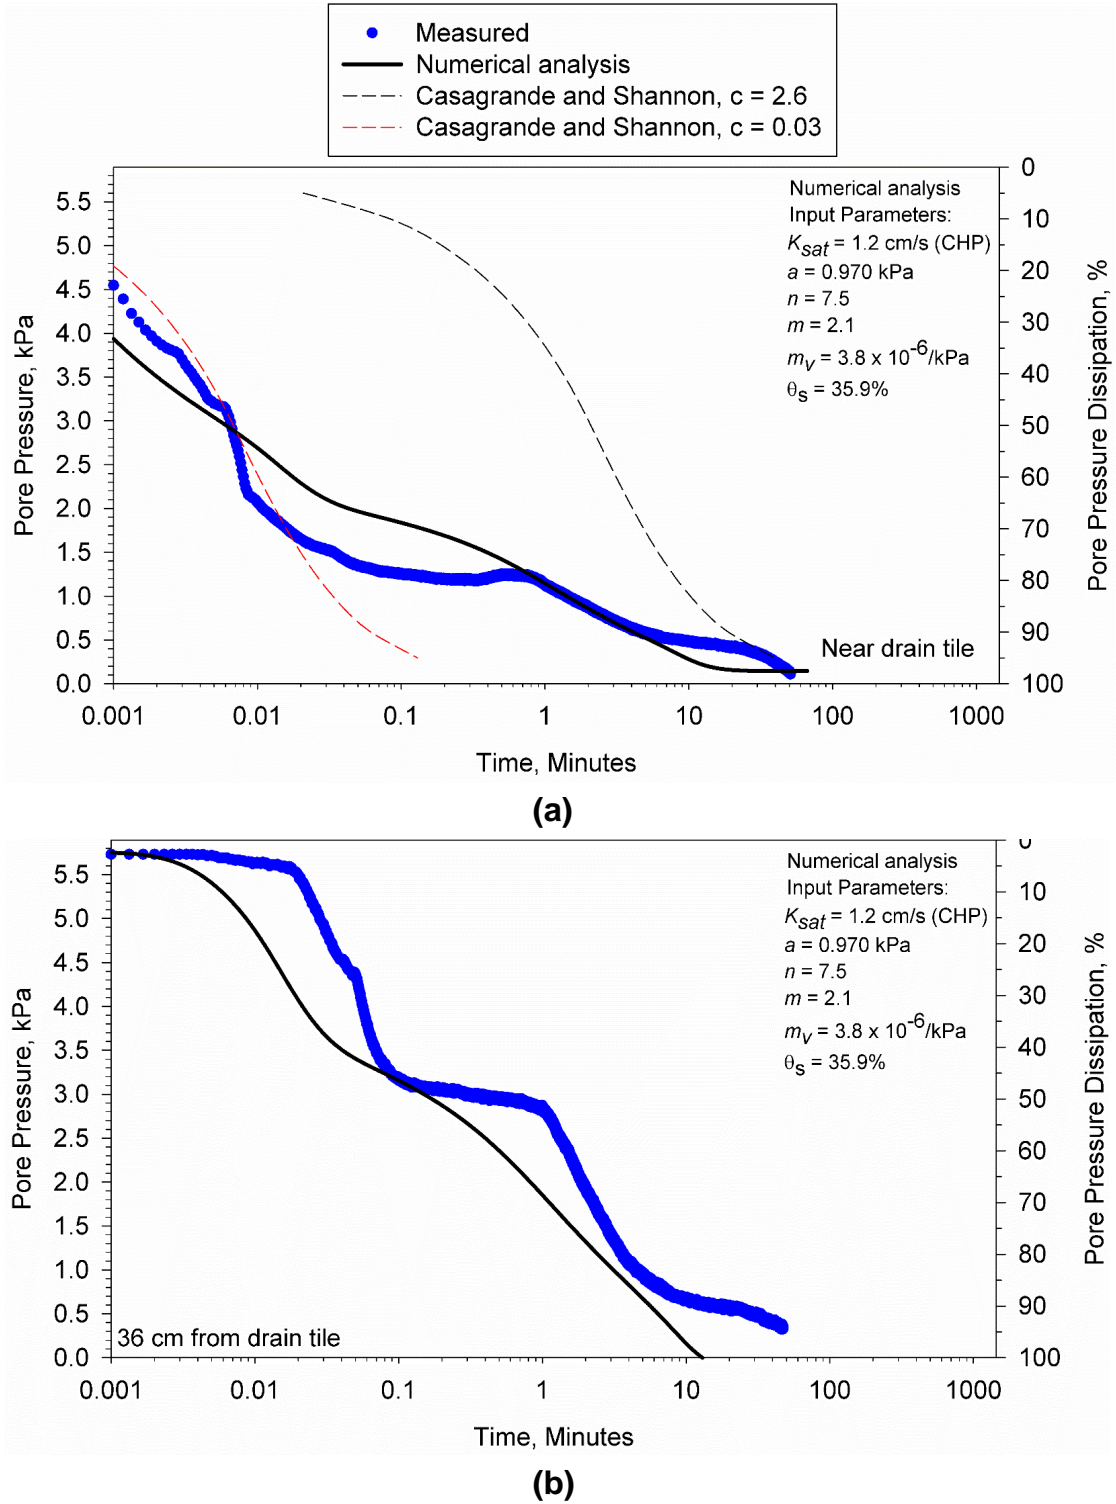 Measured
Numerical analysis
Casagrande and Shannon, c = 2.6
Casagrande and Shannon, c = 0.03
Pore Pressure, kPa
5.5
5.0
4.5
4.0
3.5
3.0
2.5
2.0
1.5
1.0
0.5
0.0
Numerical analysis
Input Parameters:
Ksat = 1.2 cm/s (CHP)
a = 0.970 kPa
n = 7.5
m = 2.1
mv = 3.8 x 10-6/kPa
θs = 35.9%
Near drain tile
0
10
20
30
40
50
60
70
80
90
100
Pore Pressure Dissipation, %
0.001 0.01 0.1 1 10 100 1000
Time, Minutes
(a)
Pore Pressure, kPa
5.5
5.0
4.5
4.0
3.5
3.0
2.5
2.0
1.5
1.0
0.5
0.0
Numerical analysis
Input Parameters:
Ksat = 1.2 cm/s (CHP)
a = 0.970 kPa
n = 7.5
m = 2.1
mv = 3.8 x 10-6/kPa
θs = 35.9%
36 cm from drain tile
0
10
20
30
40
50
60
70
80
90
100
Pore Pressure Dissipation, %
0.001 0.01 0.1 1 10 100 1000
Time, Minutes
(b)